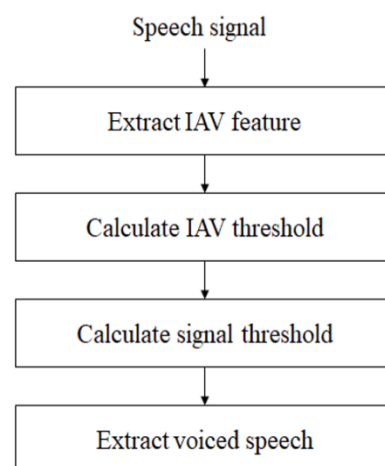 Speech signal
Extract IAV feature
Calculate IAV threshold
Calculate signal threshold
Extract voiced speech